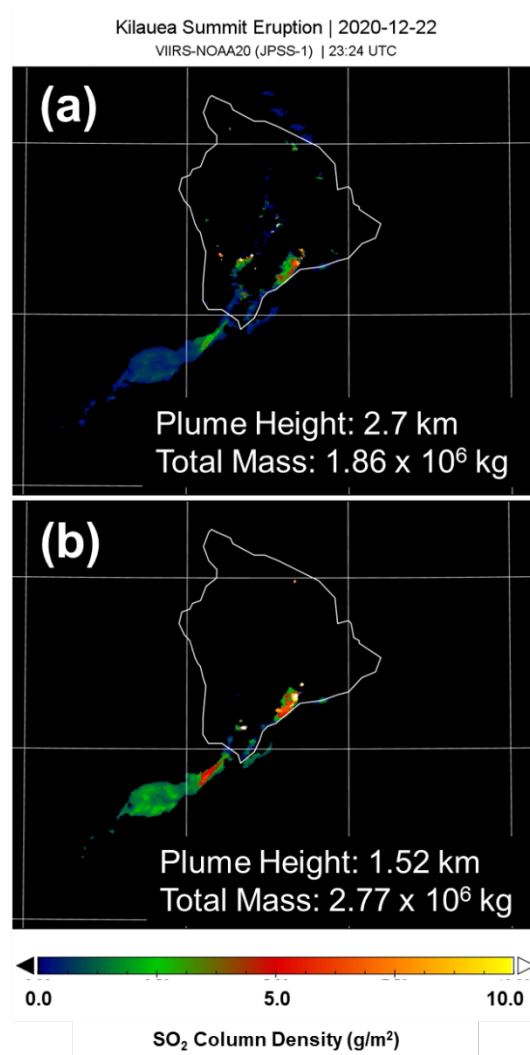 Kilauea Summit Eruption | 2020-12-22
VIIRS-NOAA20 (JPSS-1) | 23:24 UTC
(a)
Plume Height: 2.7 km
Total Mass: 1.86 x 10⁶ kg
(b)
Plume Height: 1.52 km
Total Mass: 2.77 x 10⁶ kg
0.0 5.0 10.0
SO₂ Column Density (g/m²)